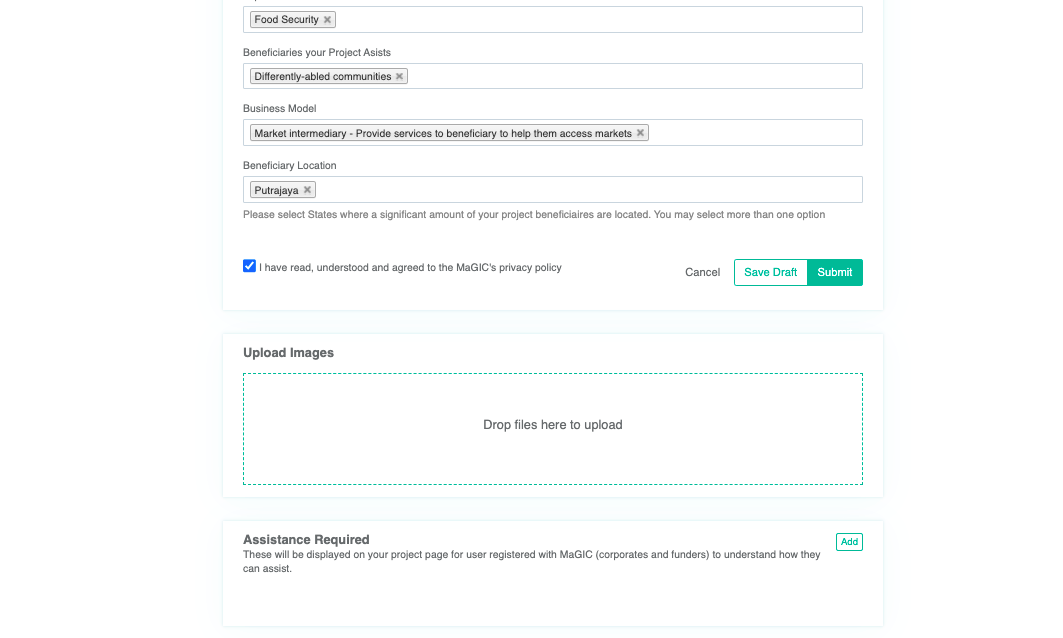 Food Security ✖
Beneficiaries your Project Asists
Differently-abled communities ✖
Business Model
Market intermediary - Provide services to beneficiary to help them access markets ✖
Beneficiary Location
Putrajaya ✖
Please select States where a significant amount of your project beneficiaires are located. You may select more than one option
I have read, understood and agreed to the MaGIC's privacy policy
Cancel Save Draft Submit
Upload Images
Drop files here to upload
Assistance Required
Add
These will be displayed on your project page for user registered with MaGIC (corporates and funders) to understand how they
can assist.